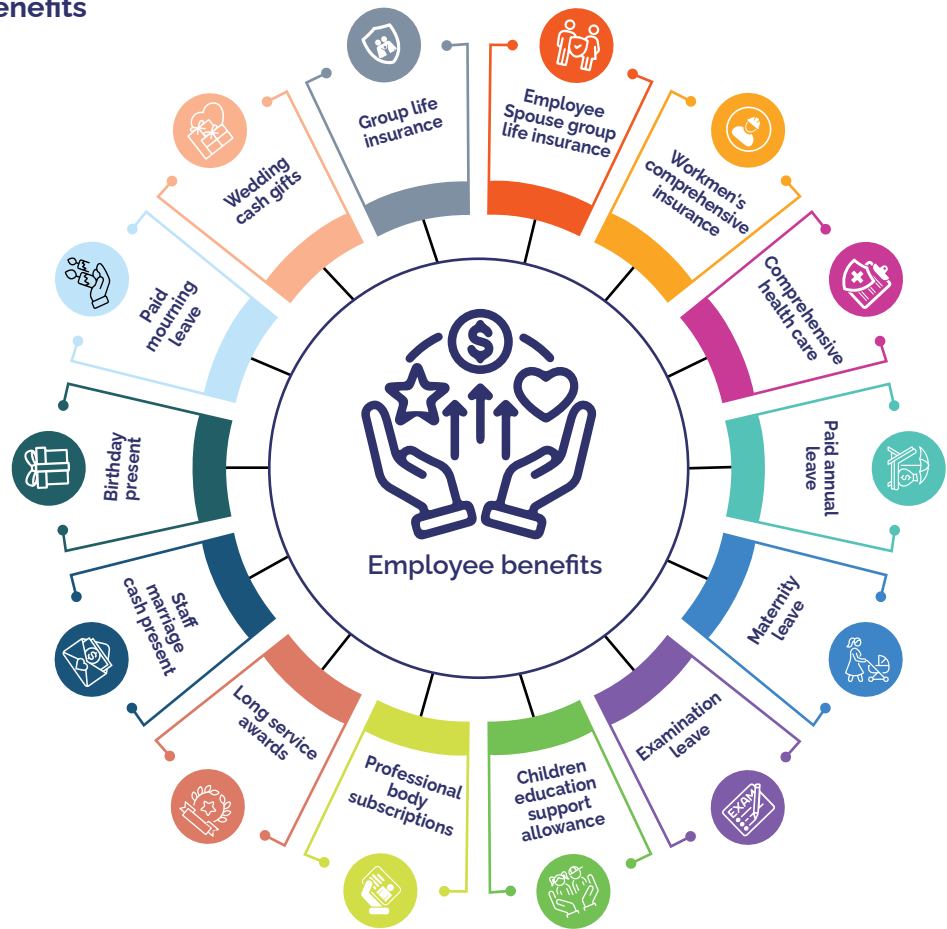 enefits
Employee
Spouse group
life insurance
Workmen's
comprehensive
insurance
Comprehensive
health care
Paid annual
leave
Maternity
leave
Examination
leave
EXAM
Children
education
support
allowance
Professional
body
subscriptions
Long service
awards
Staff
marriage
cash present
Birthday
present
Paid
mourning
leave
Wedding
cash gifts
Group life
insurance
$
Employee benefits